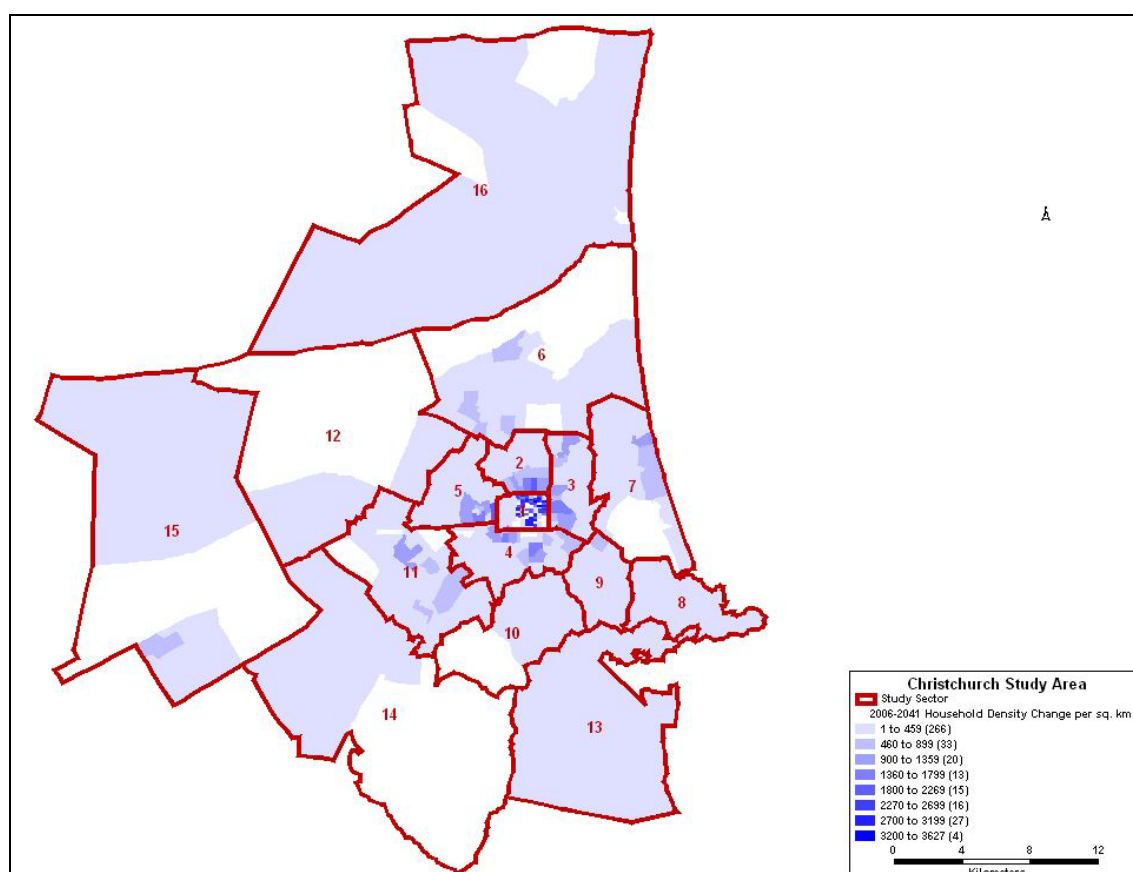 16
6
12
2
7
5
3
1
15
4
11
9
8
10
14
13
Christchurch Study Area
Study Sector
2006-2041 Household Density Change per sq. km
1 to 459 (266)
460 to 899 (33)
900 to 1359 (20)
1360 to 1799 (13)
1800 to 2269 (15)
2270 to 2699 (16)
2700 to 3199 (27)
3200 to 3627 (4)
0 4 8 12
Kilometers